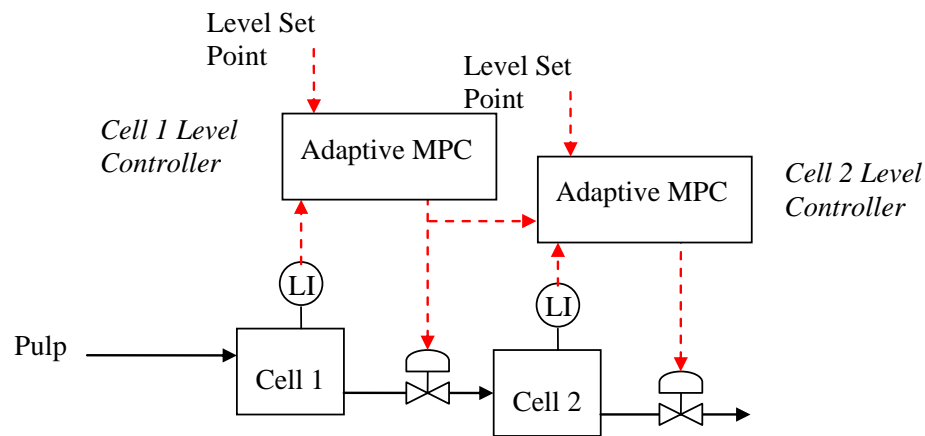 Level Set
Point
Level Set
Point
Cell 1 Level
Controller
Adaptive MPC
Adaptive MPC
Cell 2 Level
Controller
LI
LI
Pulp
Cell 1
Cell 2